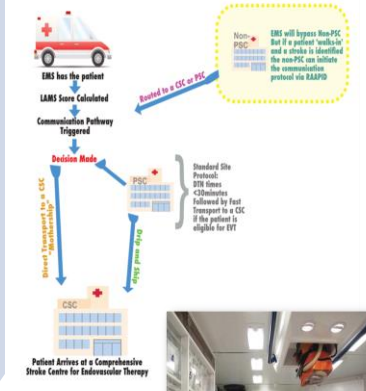 EMS has the patient
LAMS Score Calculated
Communication Pathway
Triggered
Decision Made
Non-
PSC
EMS will bypass Non-PSC
But if a patient 'walks-in'
and a stroke is identified
the non-PSC can initiate
the communication
protocol via RAAPID
Routed to a CSC or PSC
PSC
Standard Site
Protocol:
DTN times
<30minutes
Followed by Fast
Transport to a CSC
if the patient is
eligible for EVT
Direct Transport to a CSC
"Mothership"
Drip and Ship
CSC
Patient Arrives at a Comprehensive
Stroke Centre for Endovascular Therapy